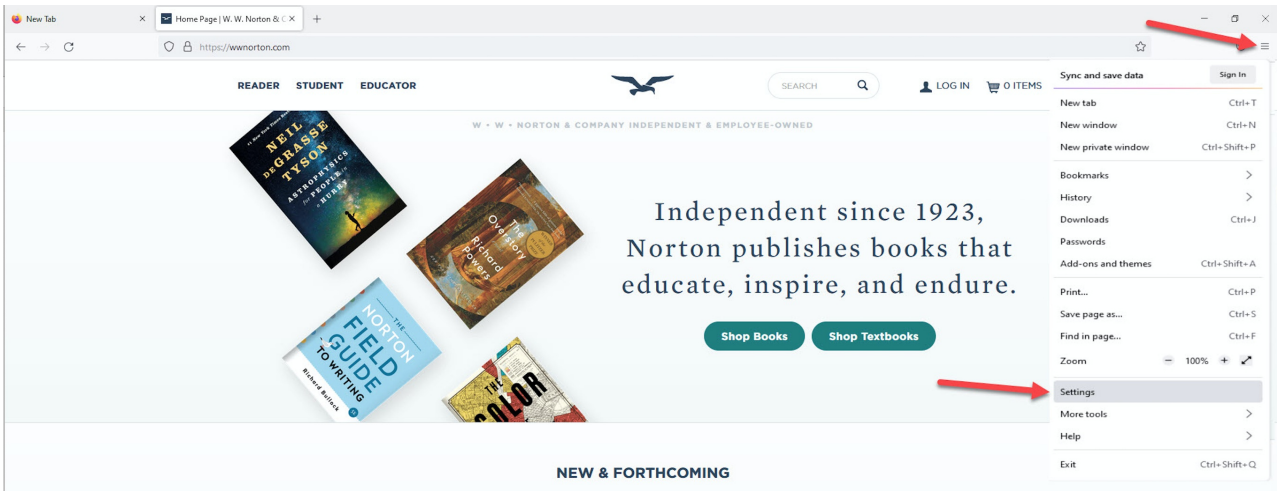 New Tab
Home Page | W. W. Norton & C
https://wwnorton.com
READER STUDENT EDUCATOR
SEARCH
LOG IN
0 ITEMS
W • W • NORTON & COMPANY INDEPENDENT & EMPLOYEE-OWNED
NEIL
DEGRASSE
TYSON
ASTROPHYSICS
for PEOPLE in
a HURRY
The
Overstory
Richard
Powers
THE
NORTON
FIELD
GUIDE
TO WRITING
Richard Bullock
THE
COLOR
Independent since 1923,
Norton publishes books that
educate, inspire, and endure.
Shop Books
Shop Textbooks
NEW & FORTHCOMING
Sync and save data Sign In
New tab Ctrl+T
New window Ctrl+N
New private window Ctrl+Shift+P
Bookmarks
History
Downloads Ctrl+J
Passwords
Add-ons and themes Ctrl+Shift+A
Print... Ctrl+P
Save page as... Ctrl+S
Find in page... Ctrl+F
Zoom − 100% +
Settings
More tools
Help
Exit Ctrl+Shift+Q